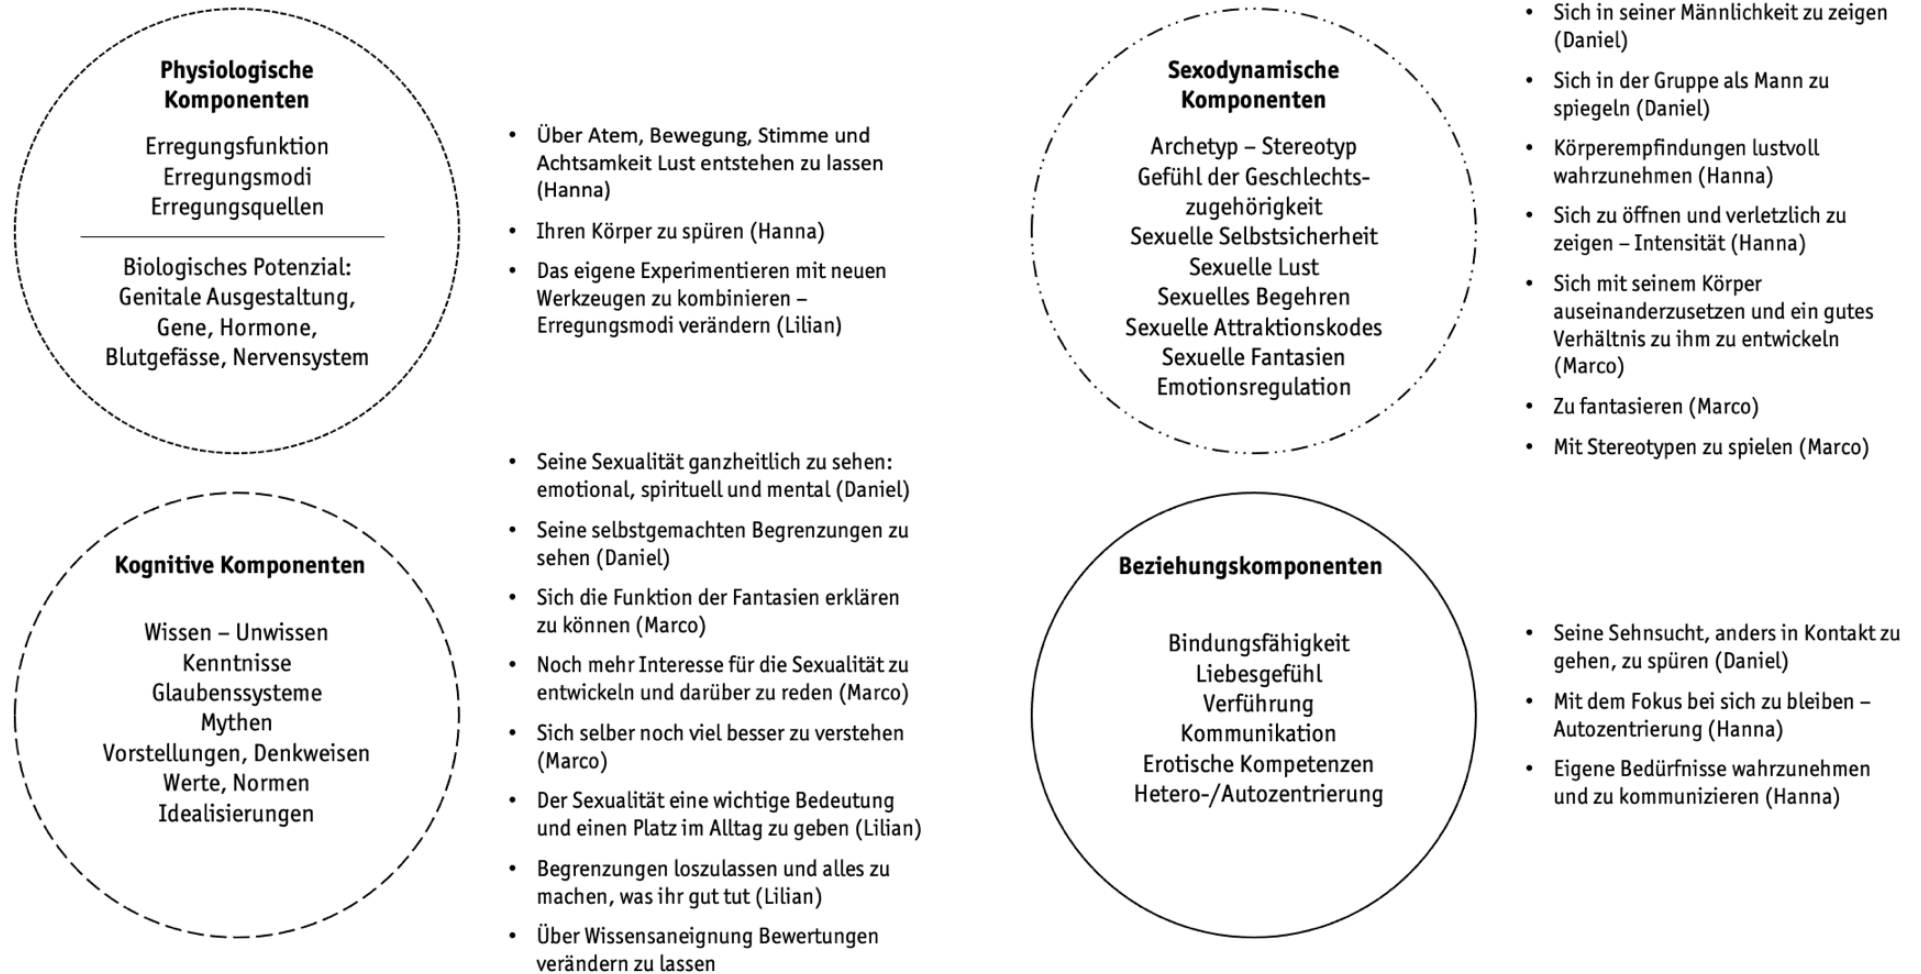 Physiologische
Komponenten
Erregungsfunktion
Erregungsmodi
Erregungsquellen
Biologisches Potenzial:
Genitale Ausgestaltung,
Gene, Hormone,
Blutgefässe, Nervensystem
• Über Atem, Bewegung, Stimme und
Achtsamkeit Lust entstehen zu lassen
(Hanna)
• Ihren Körper zu spüren (Hanna)
• Das eigene Experimentieren mit neuen
Werkzeugen zu kombinieren –
Erregungsmodi verändern (Lilian)
Kognitive Komponenten
Wissen – Unwissen
Kenntnisse
Glaubenssysteme
Mythen
Vorstellungen, Denkweisen
Werte, Normen
Idealisierungen
• Seine Sexualität ganzheitlich zu sehen:
emotional, spirituell und mental (Daniel)
• Seine selbstgemachten Begrenzungen zu
sehen (Daniel)
• Sich die Funktion der Fantasien erklären
zu können (Marco)
• Noch mehr Interesse für die Sexualität zu
entwickeln und darüber zu reden (Marco)
• Sich selber noch viel besser zu verstehen
(Marco)
• Der Sexualität eine wichtige Bedeutung
und einen Platz im Alltag zu geben (Lilian)
• Begrenzungen loszulassen und alles zu
machen, was ihr gut tut (Lilian)
• Über Wissensaneignung Bewertungen
verändern zu lassen
Sexodynamische
Komponenten
Archetyp – Stereotyp
Gefühl der Geschlechts-
zugehörigkeit
Sexuelle Selbstsicherheit
Sexuelle Lust
Sexuelles Begehren
Sexuelle Attraktionskodes
Sexuelle Fantasien
Emotionsregulation
• Sich in seiner Männlichkeit zu zeigen
(Daniel)
• Sich in der Gruppe als Mann zu
spiegeln (Daniel)
• Körperempfindungen lustvoll
wahrzunehmen (Hanna)
• Sich zu öffnen und verletzlich zu
zeigen – Intensität (Hanna)
• Sich mit seinem Körper
auseinanderzusetzen und ein gutes
Verhältnis zu ihm zu entwickeln
(Marco)
• Zu fantasieren (Marco)
• Mit Stereotypen zu spielen (Marco)
Beziehungskomponenten
Bindungsfähigkeit
Liebesgefühl
Verführung
Kommunikation
Erotische Kompetenzen
Hetero-/Autozentrierung
• Seine Sehnsucht, anders in Kontakt zu
gehen, zu spüren (Daniel)
• Mit dem Fokus bei sich zu bleiben –
Autozentrierung (Hanna)
• Eigene Bedürfnisse wahrzunehmen
und zu kommunizieren (Hanna)